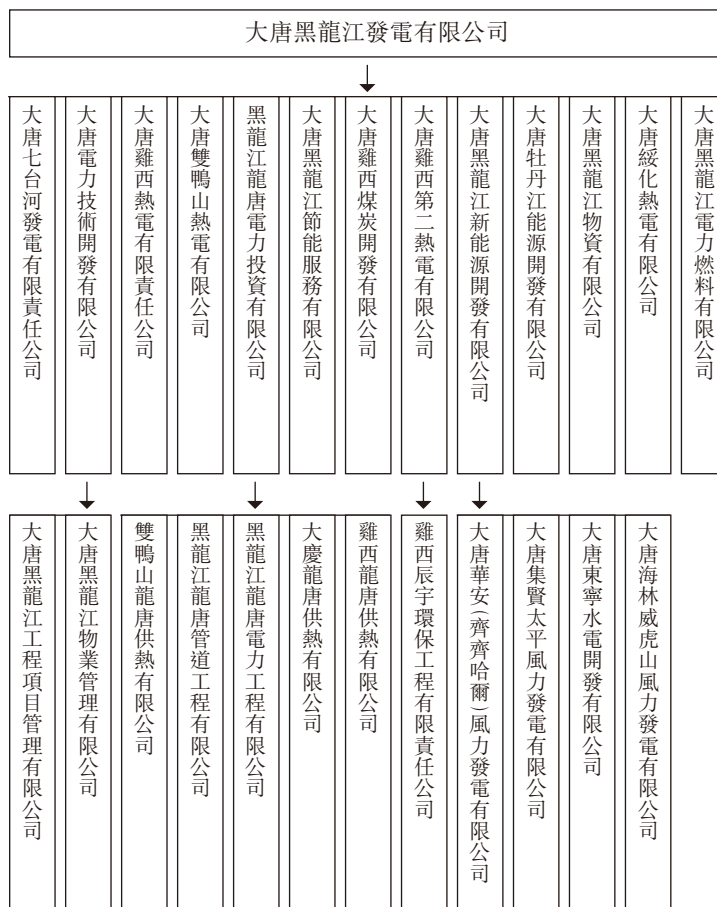 大唐黑龍江發電有限公司
大唐七台河發電有限責任公司
大唐電力技術開發有限公司
大唐雞西熱電有限責任公司
大唐雙鴨山熱電有限公司
黑龍江龍唐電力投資有限公司
大唐黑龍江節能服務有限公司
大唐雞西煤炭開發有限公司
大唐雞西第二熱電有限公司
大唐黑龍江新能源開發有限公司
大唐牡丹江能源開發有限公司
大唐黑龍江物資有限公司
大唐綏化熱電有限公司
大唐黑龍江電力燃料有限公司
大唐黑龍江工程項目管理有限公司
大唐黑龍江物業管理有限公司
雙鴨山龍唐供熱有限公司
黑龍江龍唐管道工程有限公司
黑龍江龍唐電力工程有限公司
大慶龍唐供熱有限公司
雞西龍唐供熱有限公司
雞西辰宇環保工程有限責任公司
大唐華安(齊齊哈爾)風力發電有限公司
大唐集賢太平風力發電有限公司
大唐東寧水電開發有限公司
大唐海林威虎山風力發電有限公司